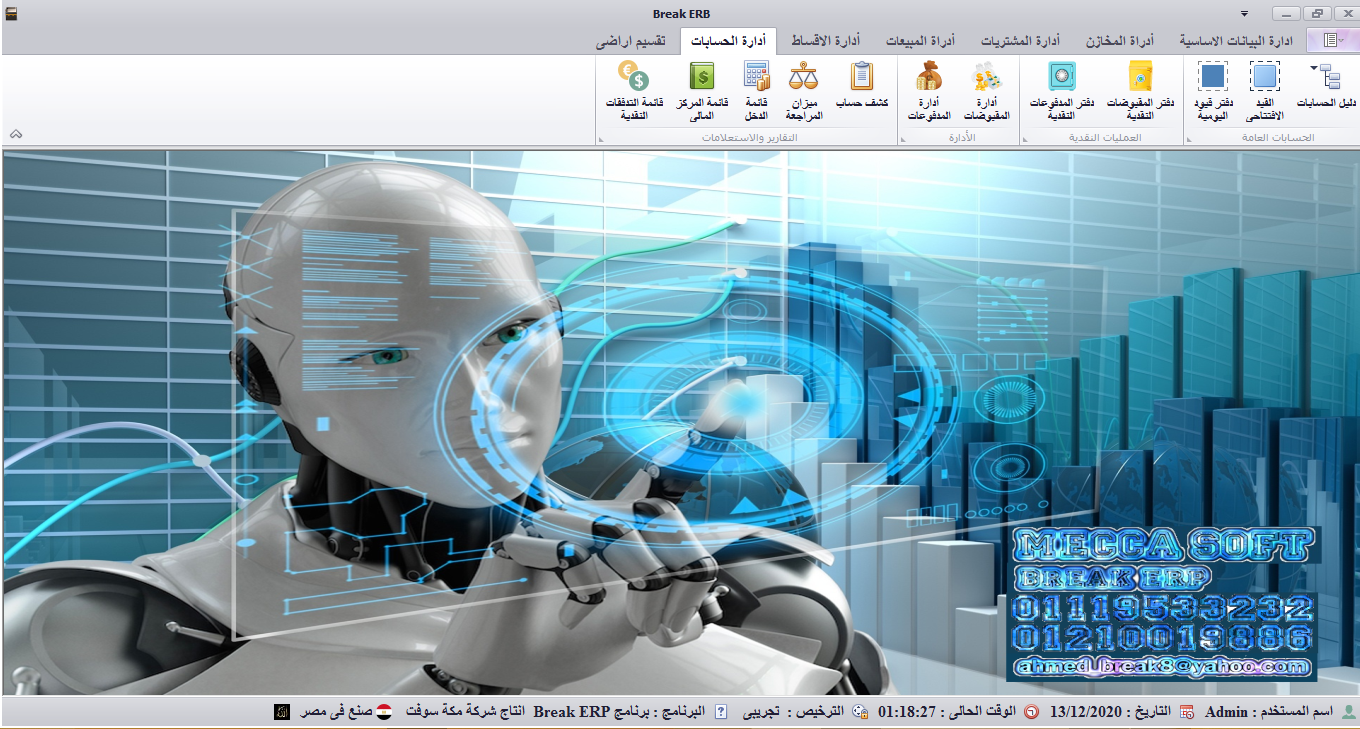 Break ERB
ادارة البيانات الاساسية
أدراة المخازن
أدارة المشتريات
أدراة المبيعات
أدارة الاقساط
أدارة الحسابات
تقسيم اراضى
دليل الحسابات
القيد
الافتتاحى
دفتر قيود
اليومية
الحسابات العامة
دفتر المقبوضات
النقدية
دفتر المدفوعات
النقدية
العمليات النقدية
أدارة
المقبوضات
أدارة
المدفوعات
الأدارة
كشف حساب
ميزان
المراجعة
قائمة
الدخل
قائمة المركز
المالى
قائمة التدفقات
النقدية
التقارير والاستعلامات
MECCA SOFT
BREAK ERP
01119533232
01210019886
ahmed_break8@yahoo.com
اسم المستخدم : Admin التاريخ : 13/12/2020 الوقت الحالى : 01:18:27 الترخيص : تجريبى البرنامج : برنامج Break ERP انتاج شركة مكة سوفت صنع فى مصر